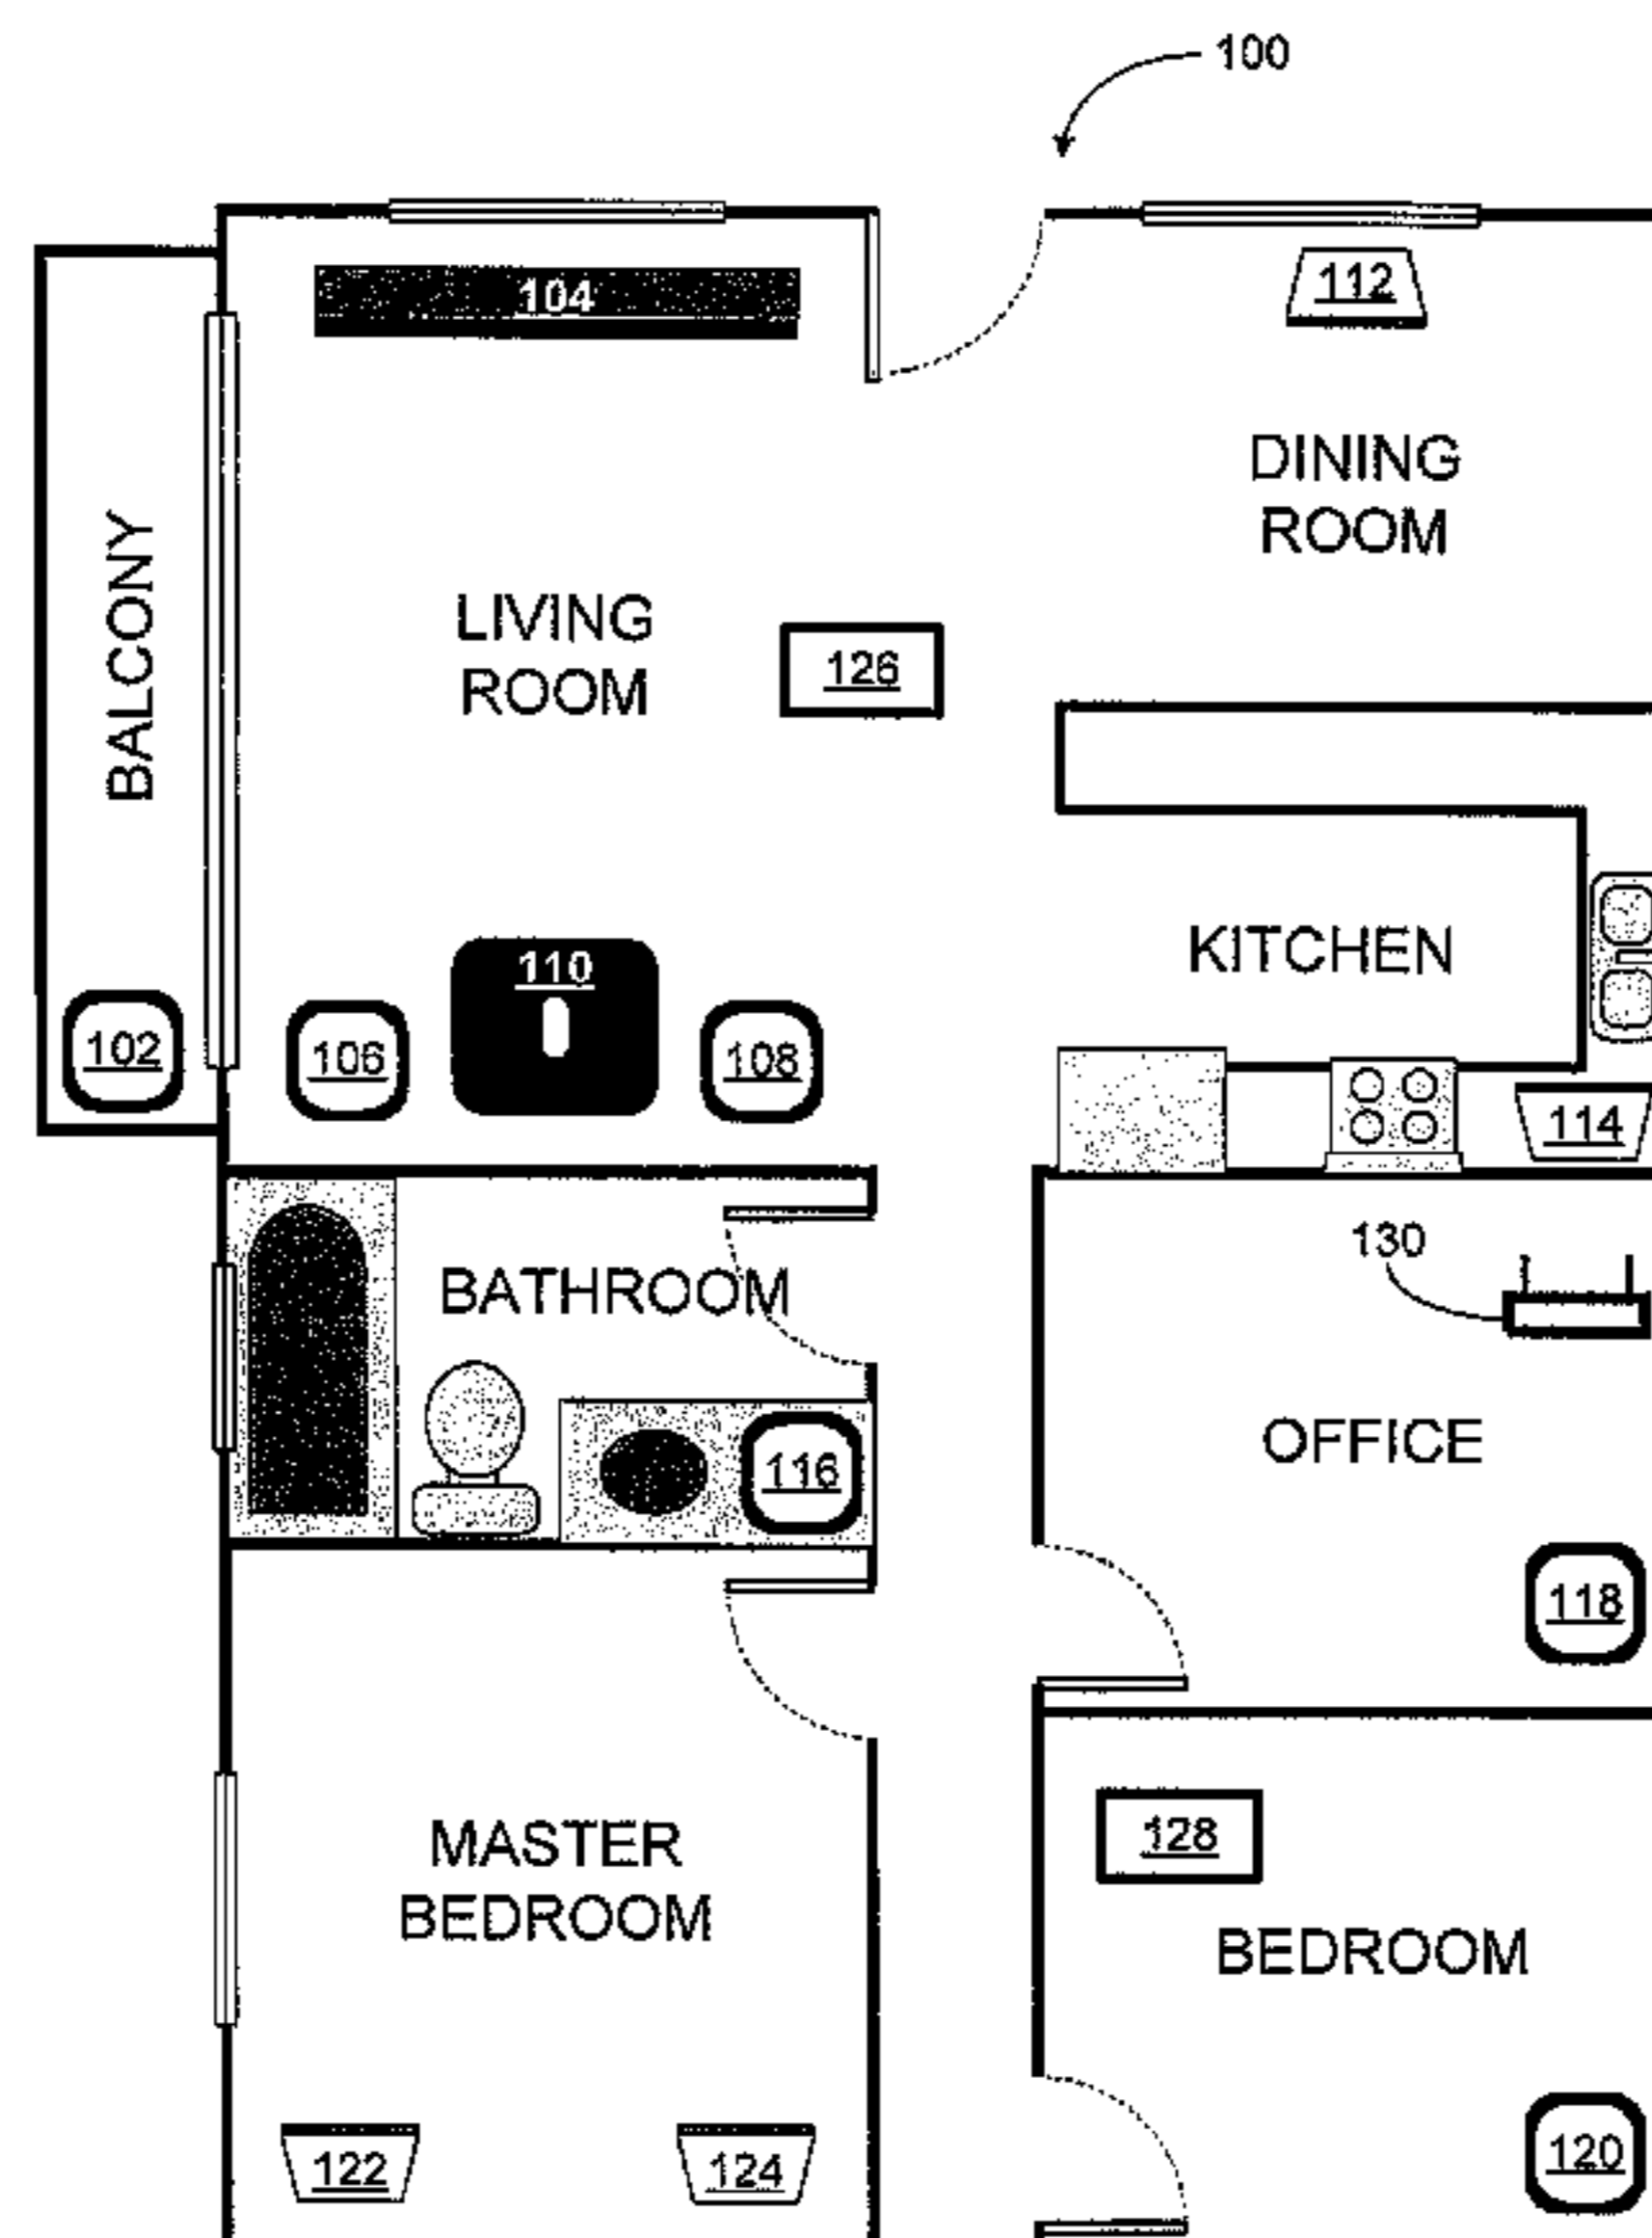 100
104
112
DINING
ROOM
BALCONY
LIVING
ROOM
126
KITCHEN
110
102
106
108
114
130
BATHROOM
OFFICE
116
118
128
MASTER
BEDROOM
BEDROOM
122
124
120